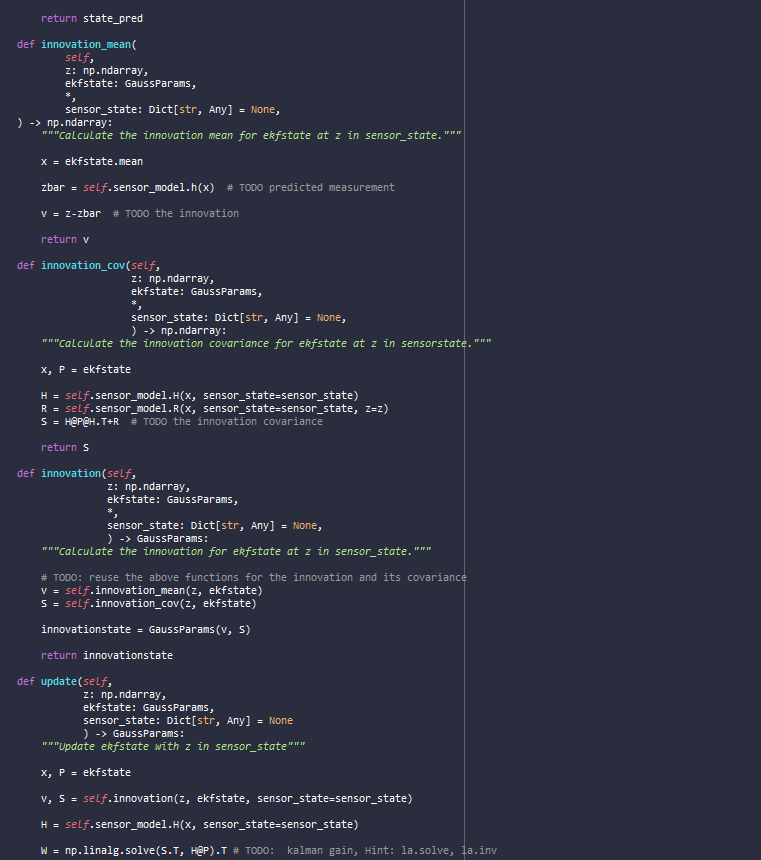 return state_pred
def innovation_mean(
self,
z: np.ndarray,
ekfstate: GaussParams,
*,
sensor_state: Dict[str, Any] = None,
) -> np.ndarray:
"""Calculate the innovation mean for ekfstate at z in sensor_state."""
x = ekfstate.mean
zbar = self.sensor_model.h(x)  # TODO predicted measurement
v = z-zbar  # TODO the innovation
return v
def innovation_cov(self,
z: np.ndarray,
ekfstate: GaussParams,
*,
sensor_state: Dict[str, Any] = None,
) -> np.ndarray:
"""Calculate the innovation covariance for ekfstate at z in sensorstate."""
x, P = ekfstate
H = self.sensor_model.H(x, sensor_state=sensor_state)
R = self.sensor_model.R(x, sensor_state=sensor_state, z=z)
S = H@P@H.T+R  # TODO the innovation covariance
return S
def innovation(self,
z: np.ndarray,
ekfstate: GaussParams,
*,
sensor_state: Dict[str, Any] = None,
) -> GaussParams:
"""Calculate the innovation for ekfstate at z in sensor_state."""
# TODO: reuse the above functions for the innovation and its covariance
v = self.innovation_mean(z, ekfstate)
S = self.innovation_cov(z, ekfstate)
innovationstate = GaussParams(v, S)
return innovationstate
def update(self,
z: np.ndarray,
ekfstate: GaussParams,
sensor_state: Dict[str, Any] = None
) -> GaussParams:
"""Update ekfstate with z in sensor_state"""
x, P = ekfstate
v, S = self.innovation(z, ekfstate, sensor_state=sensor_state)
H = self.sensor_model.H(x, sensor_state=sensor_state)
W = np.linalg.solve(S.T, H@P).T # TODO:  kalman gain, Hint: la.solve, la.inv